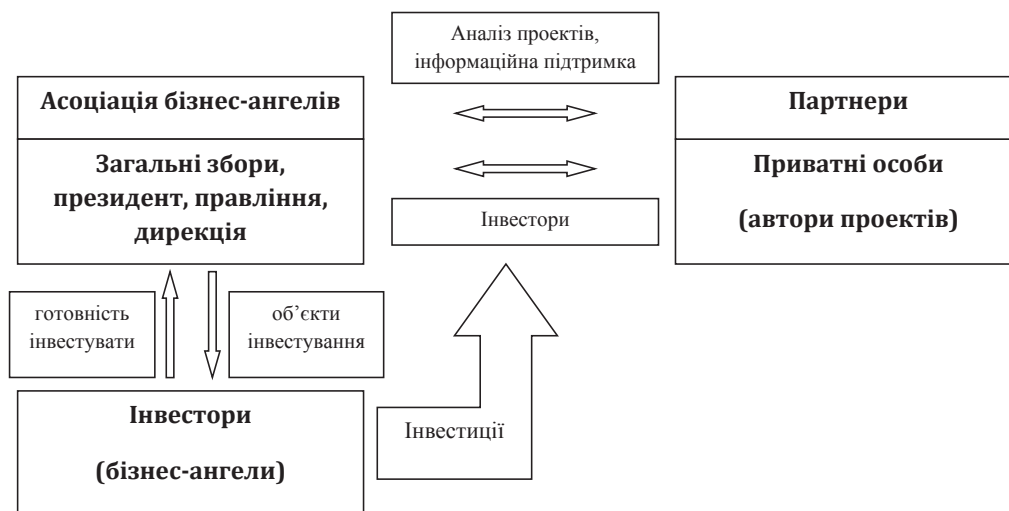 Аналіз проектів,
інформаційна підтримка
Асоціація бізнес-ангелів
Партнери
Загальні збори,
президент, правління,
дирекція
Приватні особи
(автори проектів)
Інвестори
готовність
інвестувати
об’єкти
інвестування
Інвестори
(бізнес-ангели)
Інвестиції